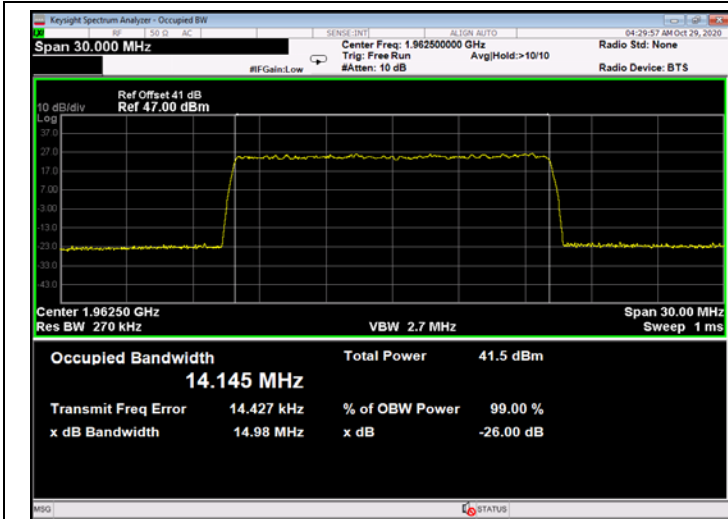 Keysight Spectrum Analyzer - Occupied BW
RF 50 Ω AC SENSE:INT ALIGN AUTO 04:29:57 AM Oct 29, 2020
Span 30.000 MHz
Center Freq: 1.962500000 GHz
Radio Std: None
Trig: Free Run Avg|Hold:>10/10
#IFGain:Low #Atten: 10 dB Radio Device: BTS
Ref Offset 41 dB
10 dB/div Ref 47.00 dBm
Log
37.0
27.0
17.0
7.00
-3.00
-13.0
-23.0
-33.0
-43.0
Center 1.96250 GHz Span 30.00 MHz
Res BW 270 kHz VBW 2.7 MHz Sweep 1 ms
Occupied Bandwidth Total Power 41.5 dBm
14.145 MHz
Transmit Freq Error 14.427 kHz % of OBW Power 99.00 %
x dB Bandwidth 14.98 MHz x dB -26.00 dB
MSG STATUS